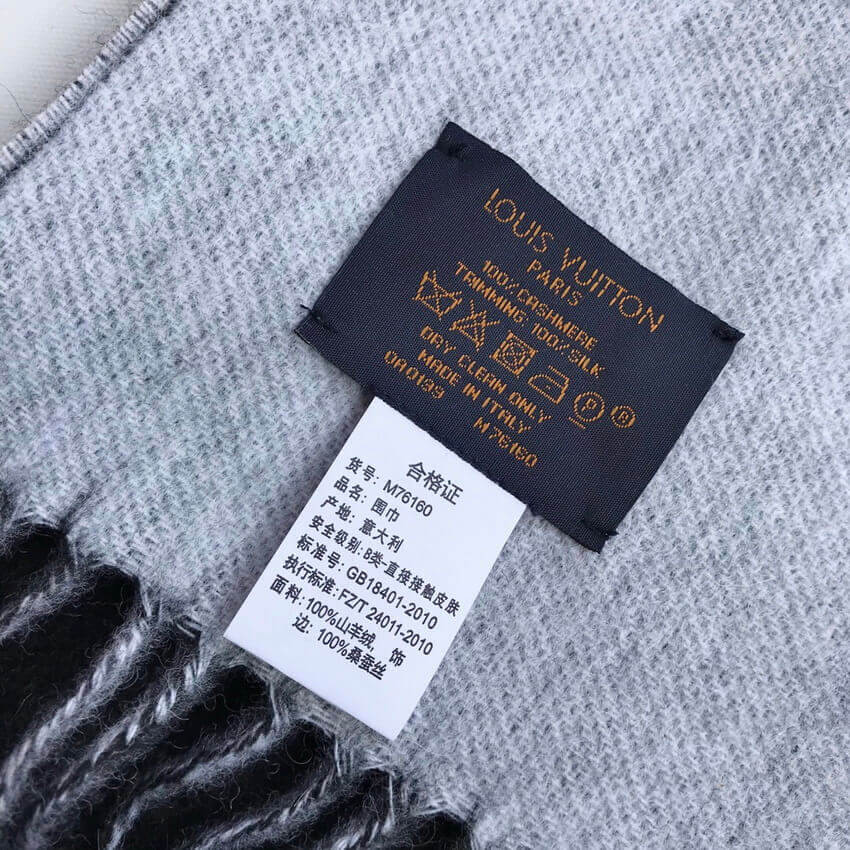 LOUIS VUITTON
PARIS
100% CASHMERE
TRIMMING: 100% SILK
P ®
DRY CLEAN ONLY
MADE IN ITALY
0A0199 M 76160
合格证
货号: M76160
品名: 围巾
产地: 意大利
安全级别: B类-直接接触皮肤
标准号: GB18401-2010
执行标准: FZ/T 24011-2010
面料: 100%山羊绒, 饰
边: 100%桑蚕丝